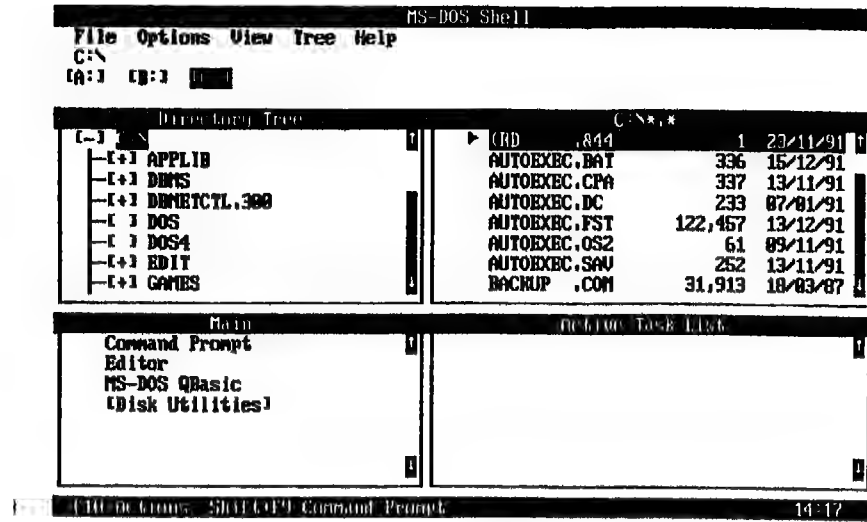 MS-DOS Shell
File Options View Tree Help
C:\
[A:] [B:]
Directory Tree
[-] C:\
[+] APPLIB
[+] DBMS
[+] DBNETCTL.300
[ ] DOS
[ ] DOS4
[+] EDIT
[+] GAMES
C:\*.*
(RD .844 1 23/11/91
AUTOEXEC.BAT 336 15/12/91
AUTOEXEC.CPA 337 13/11/91
AUTOEXEC.DC 233 07/01/91
AUTOEXEC.FST 122,457 13/12/91
AUTOEXEC.OS2 61 09/11/91
AUTOEXEC.SAV 252 13/11/91
BACKUP .COM 31,913 18/03/87
Main
Command Prompt
Editor
MS-DOS QBasic
[Disk Utilities]
Active Task List
Actions SHIFT+F9 Command Prompt 14:17